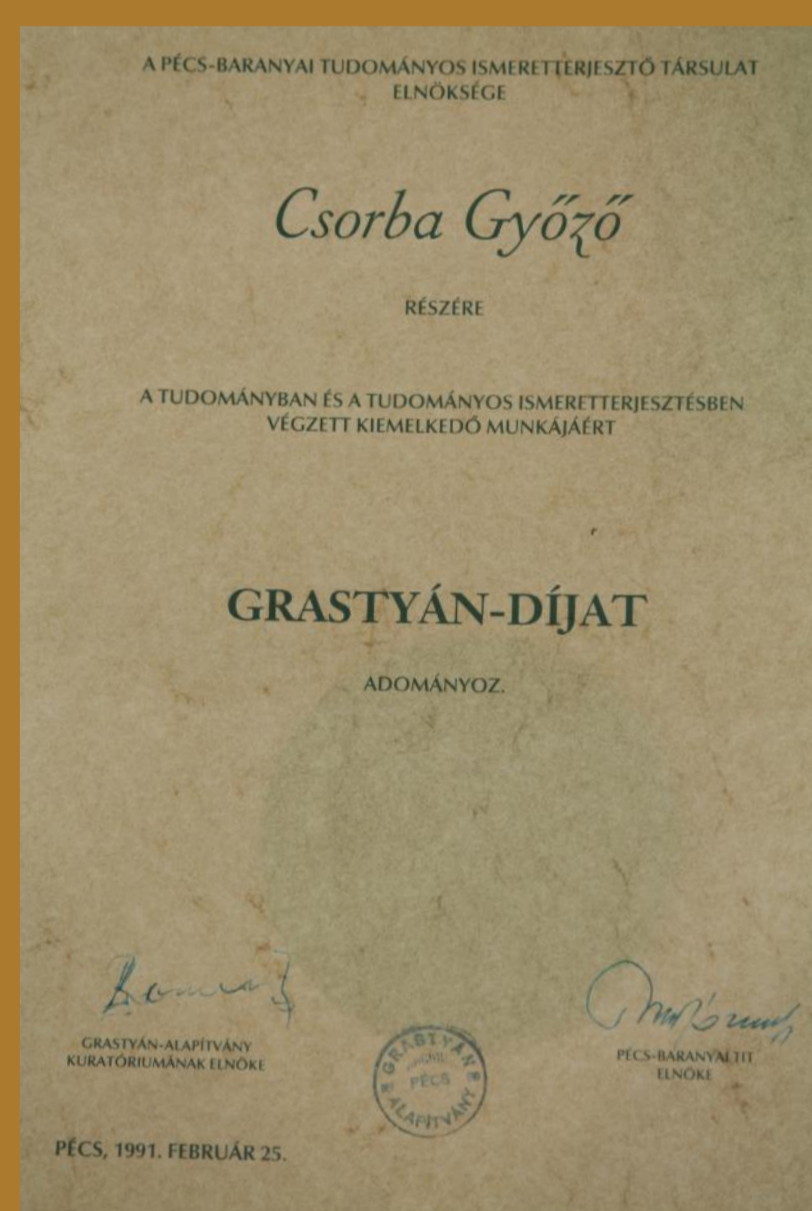 A PÉCS-BARANYAI TUDOMÁNYOS ISMERETTERJESZTŐ TÁRSULAT
ELNÖKSÉGE
Csorba Győző
RÉSZÉRE
A TUDOMÁNYBAN ÉS A TUDOMÁNYOS ISMERETTERJESZTÉSBEN
VÉGZETT KIEMELKEDŐ MUNKÁJÁÉRT
GRASTYÁN-DÍJAT
ADOMÁNYOZ.
GRASTYÁN-ALAPÍTVÁNY
KURATÓRIUMÁNAK ELNÖKE
GRASTYÁN
PÉCS
ALAPÍTVÁNY
PÉCS-BARANYAI TIT
ELNÖKE
PÉCS, 1991. FEBRUÁR 25.